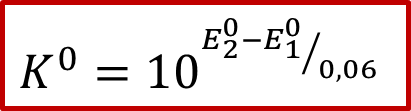 K⁰ = 10^(E₂⁰−E₁⁰/0,06)